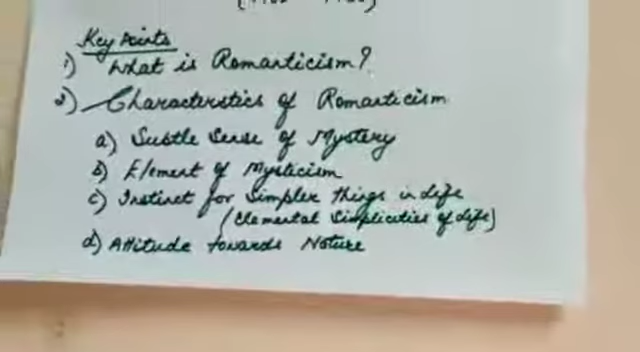 Key Points
1) What is Romanticism?
2) Characteristics of Romanticism
a) Subtle Sense of Mystery
b) Element of Mysticism
c) Instinct for Simpler things in life
(Elemental Simplicities of life)
d) Attitude towards Nature